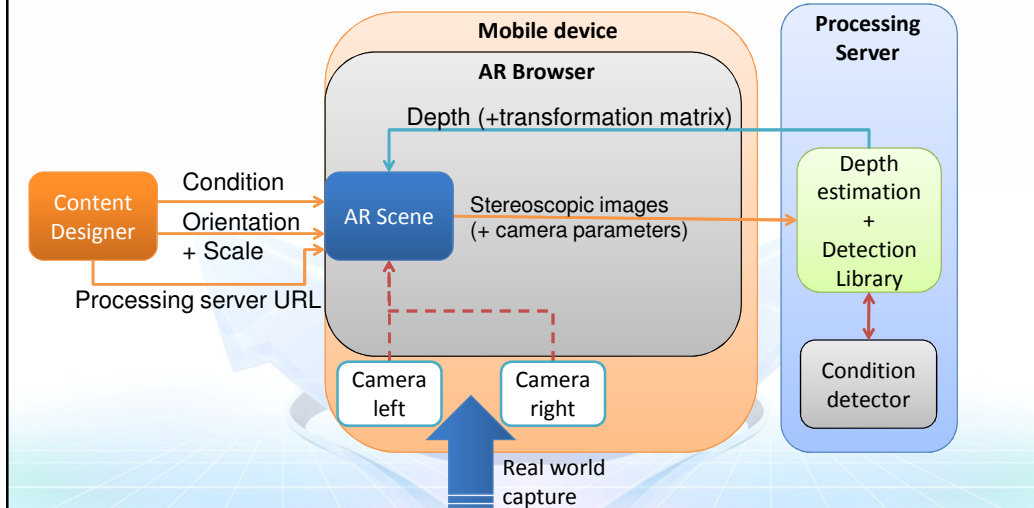 Mobile device
Processing
Server
AR Browser
Depth (+transformation matrix)
Content
Designer
Condition
Orientation
+ Scale
Processing server URL
AR Scene
Stereoscopic images
(+ camera parameters)
Depth
estimation
+
Detection
Library
Camera
left
Camera
right
Condition
detector
Real world
capture